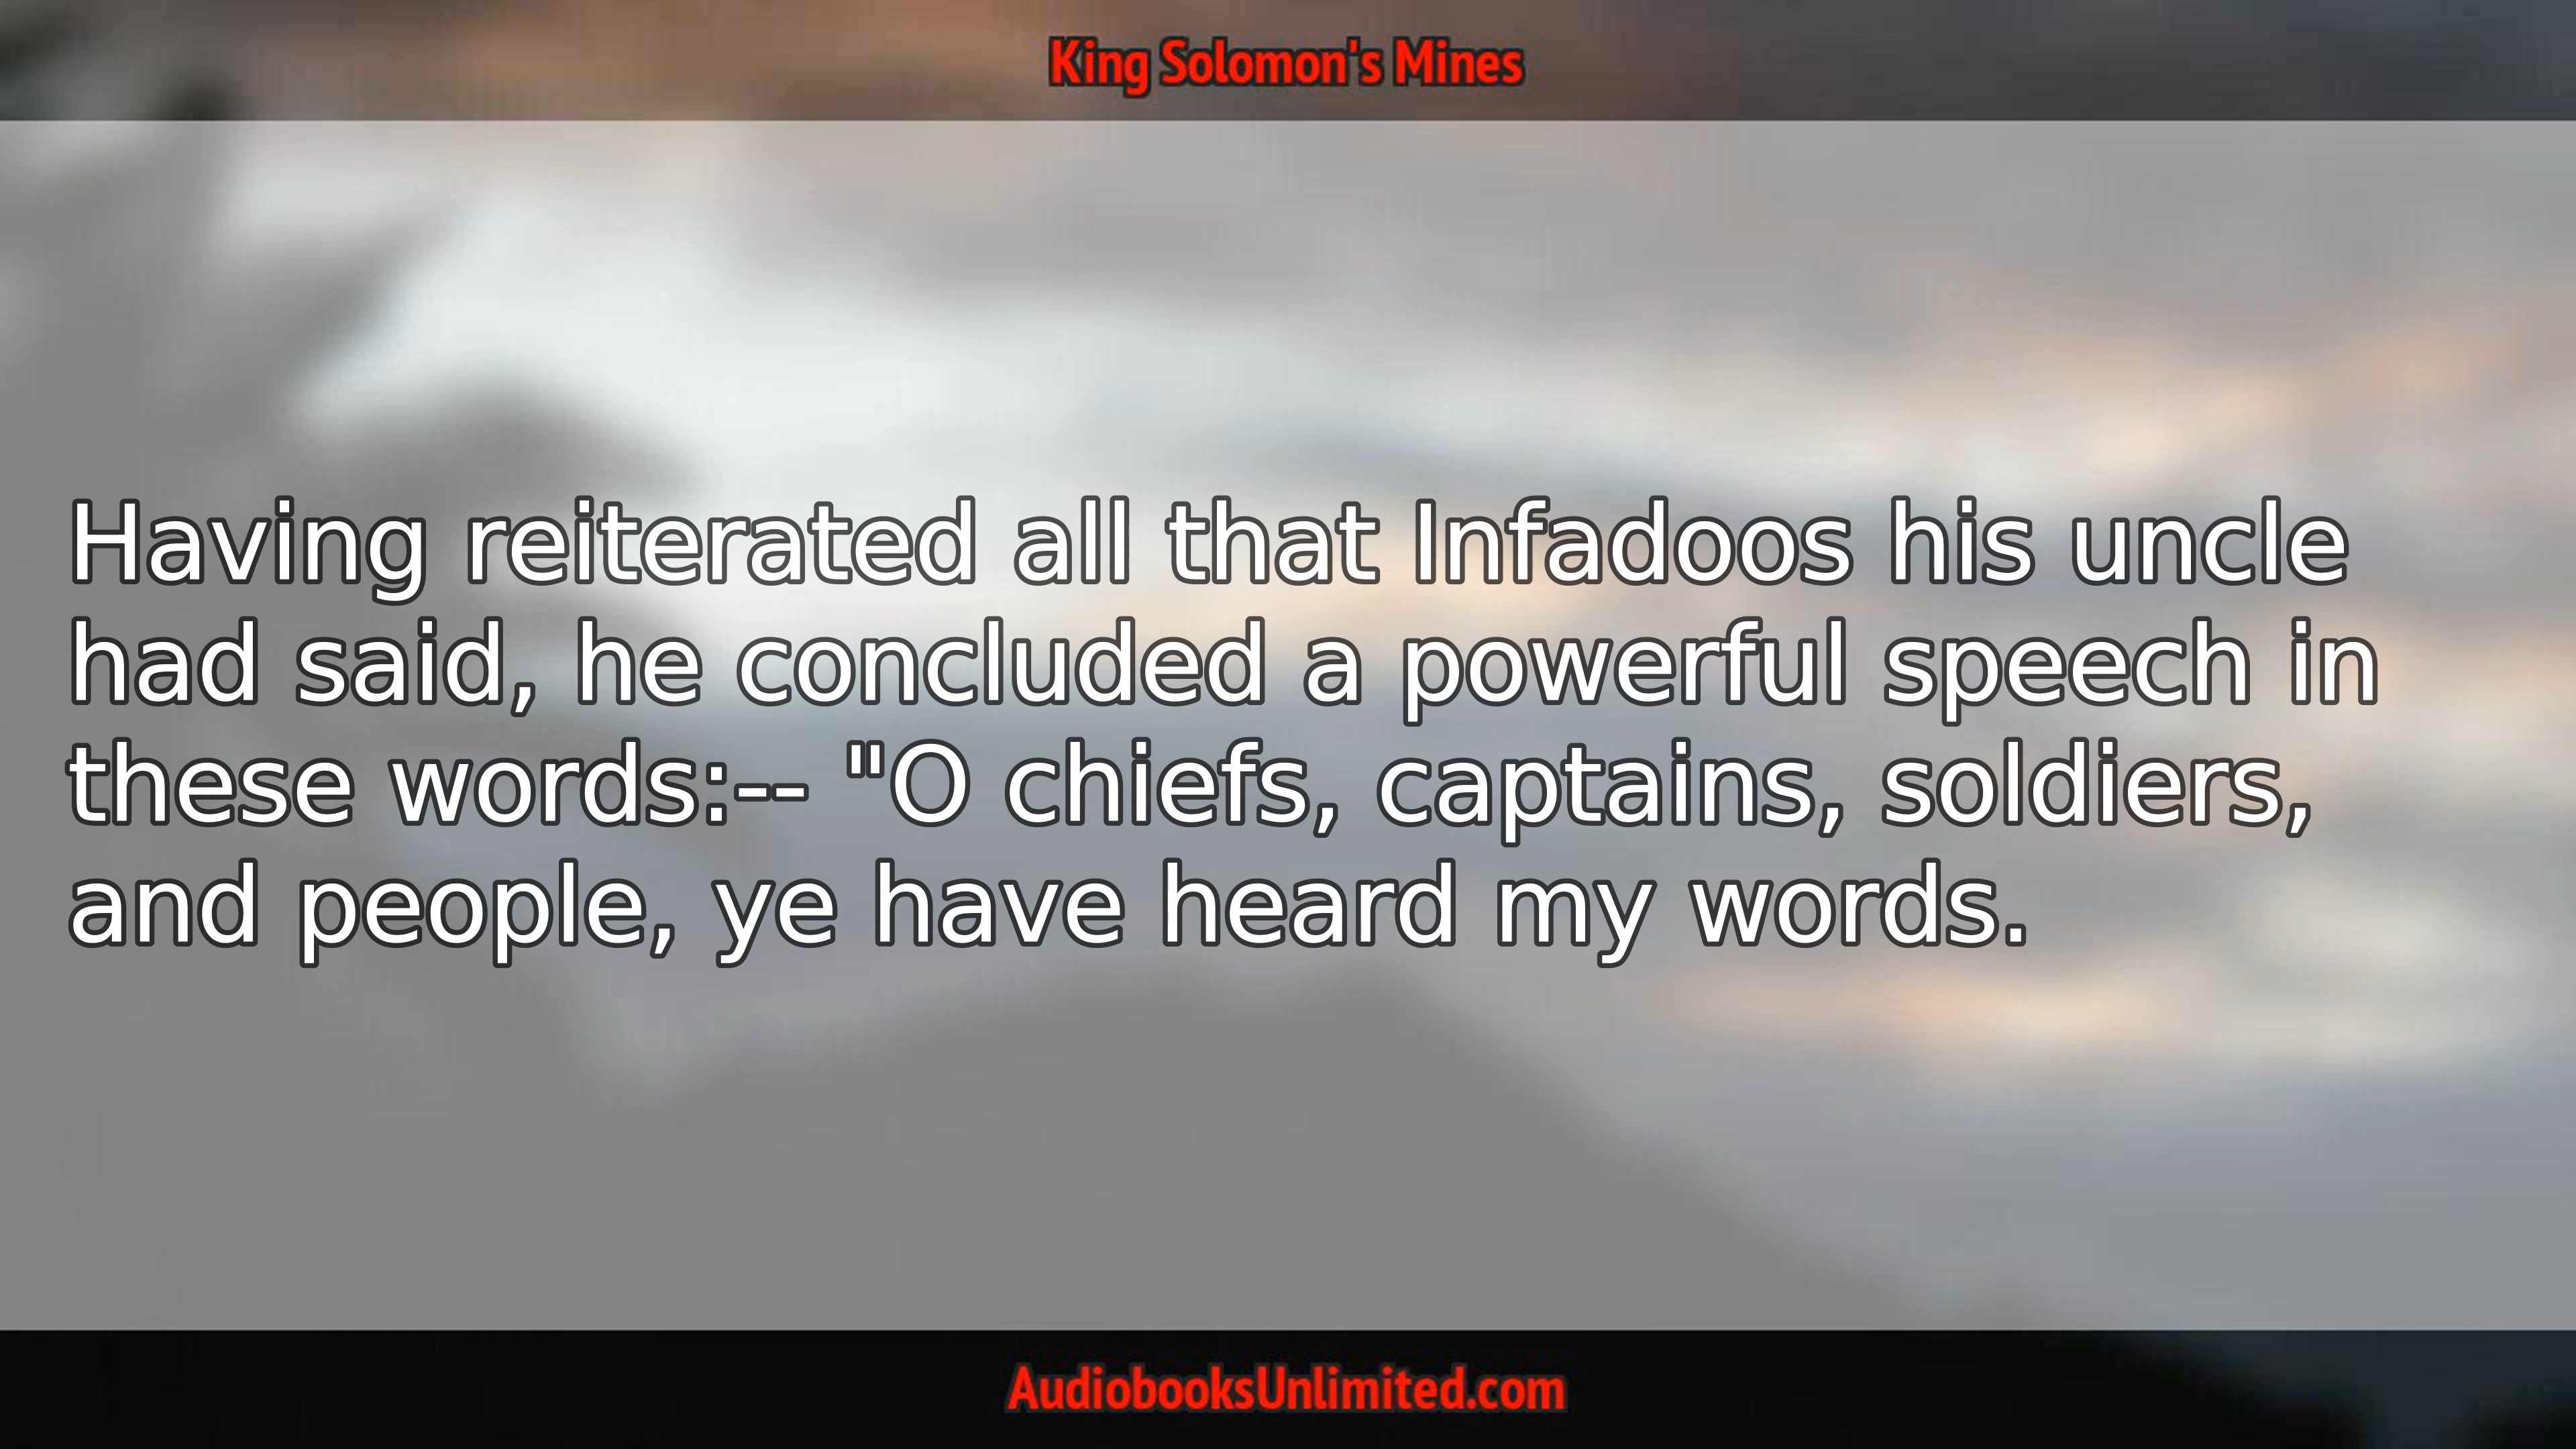 King Solomon's Mines
Having reiterated all that Infadoos his uncle
had said, he concluded a powerful speech in
these words:-- "O chiefs, captains, soldiers,
and people, ye have heard my words.
AudiobooksUnlimited.com